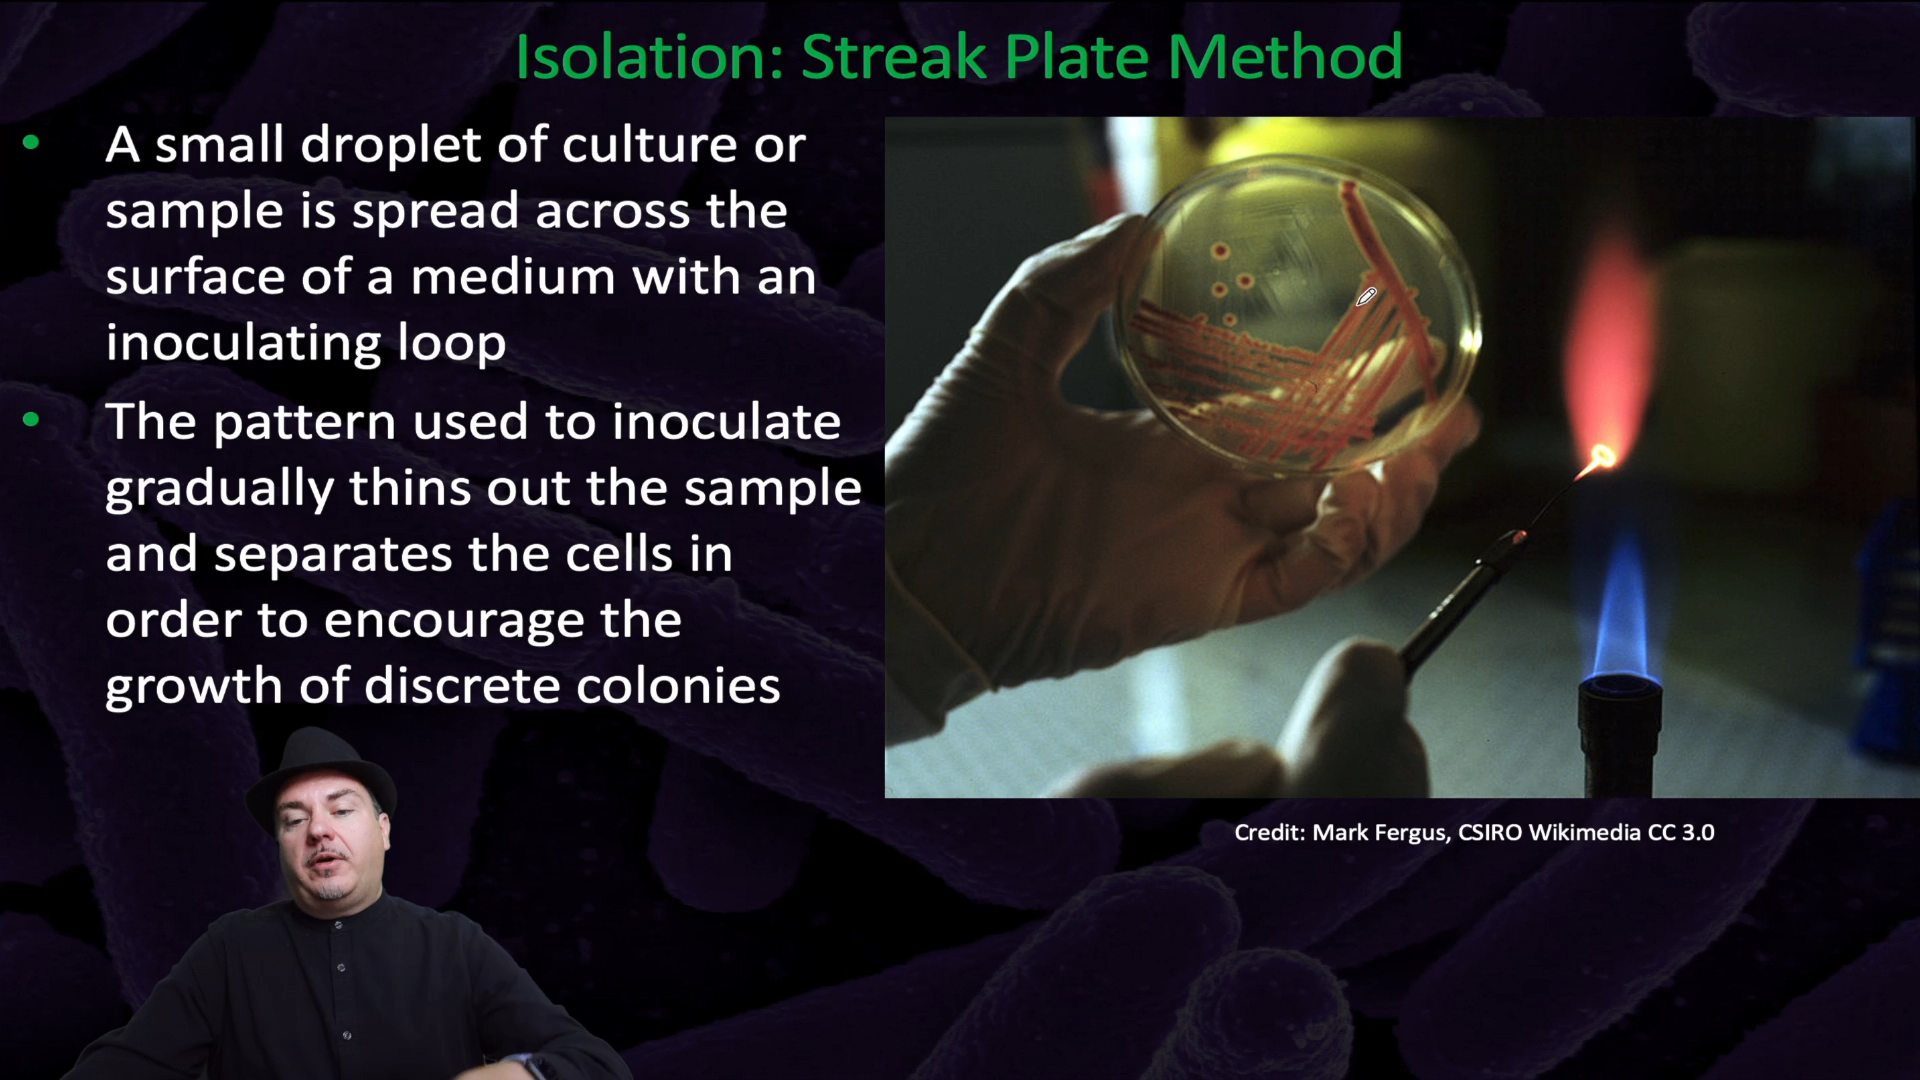 Isolation: Streak Plate Method
• A small droplet of culture or
sample is spread across the
surface of a medium with an
inoculating loop
• The pattern used to inoculate
gradually thins out the sample
and separates the cells in
order to encourage the
growth of discrete colonies
Credit: Mark Fergus, CSIRO Wikimedia CC 3.0